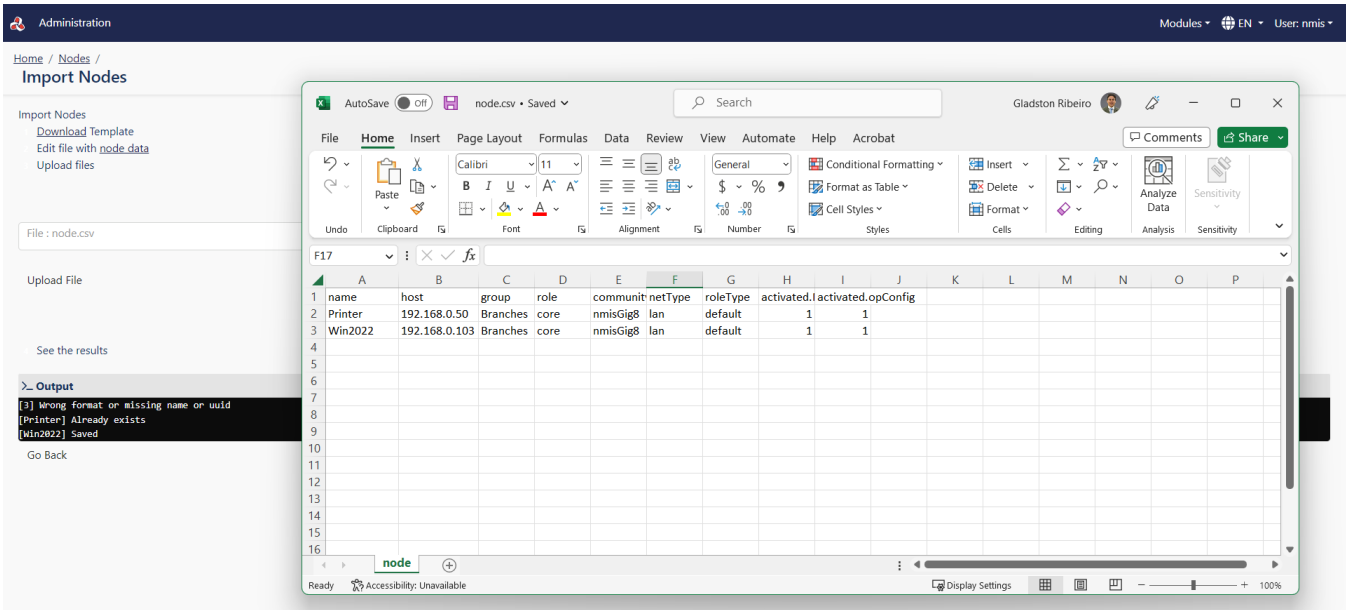 Administration
Modules EN User: nmis
Home / Nodes /
Import Nodes
Import Nodes
Download Template
Edit file with node data
Upload files
File : node.csv
Upload File
See the results
Output
[3] Wrong format or missing name or uuid
[Printer] Already exists
[Win2022] Saved
Go Back
AutoSave Off node.csv • Saved Search Gladston Ribeiro
File Home Insert Page Layout Formulas Data Review View Automate Help Acrobat Comments Share
Paste
Calibri 11
B I U A A
ab
General
$ % 9
Conditional Formatting
Format as Table
Cell Styles
Insert
Delete
Format
Analyze
Data
Sensitivity
Undo Clipboard Font Alignment Number Styles Cells Editing Analysis Sensitivity
F17 fx
A B C D E F G H I J K L M N O P
1 name host group role communit netType roleType activated. activated.opConfig
2 Printer 192.168.0.50 Branches core nmisGig8 lan default 1 1
3 Win2022 192.168.0.103 Branches core nmisGig8 lan default 1 1
4
5
6
7
8
9
10
11
12
13
14
15
16
node
Ready Accessibility: Unavailable Display Settings 100%